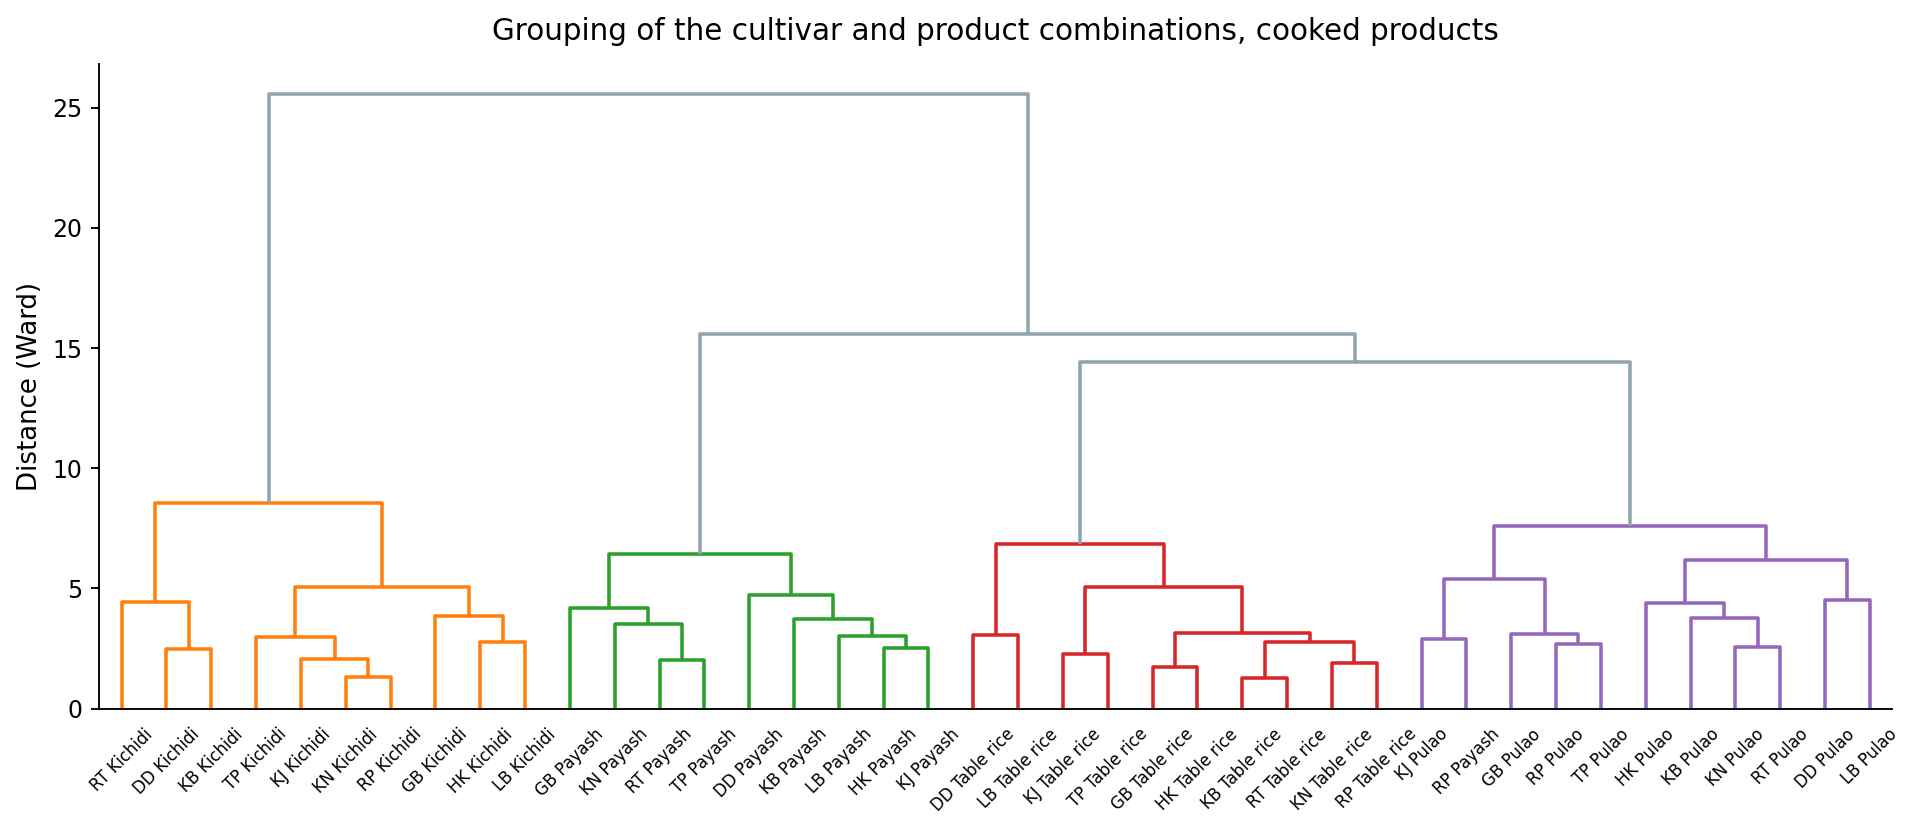 Grouping of the cultivar and product combinations, cooked products
Distance (Ward)
25
20
15
10
5
0
RT Kichidi
DD Kichidi
KB Kichidi
TP Kichidi
KJ Kichidi
KN Kichidi
RP Kichidi
GB Kichidi
HK Kichidi
LB Kichidi
GB Payash
KN Payash
RT Payash
TP Payash
DD Payash
KB Payash
LB Payash
HK Payash
KJ Payash
DD Table rice
LB Table rice
KJ Table rice
TP Table rice
GB Table rice
HK Table rice
KB Table rice
RT Table rice
KN Table rice
RP Table rice
KJ Pulao
RP Payash
GB Pulao
RP Pulao
TP Pulao
HK Pulao
KB Pulao
KN Pulao
RT Pulao
DD Pulao
LB Pulao